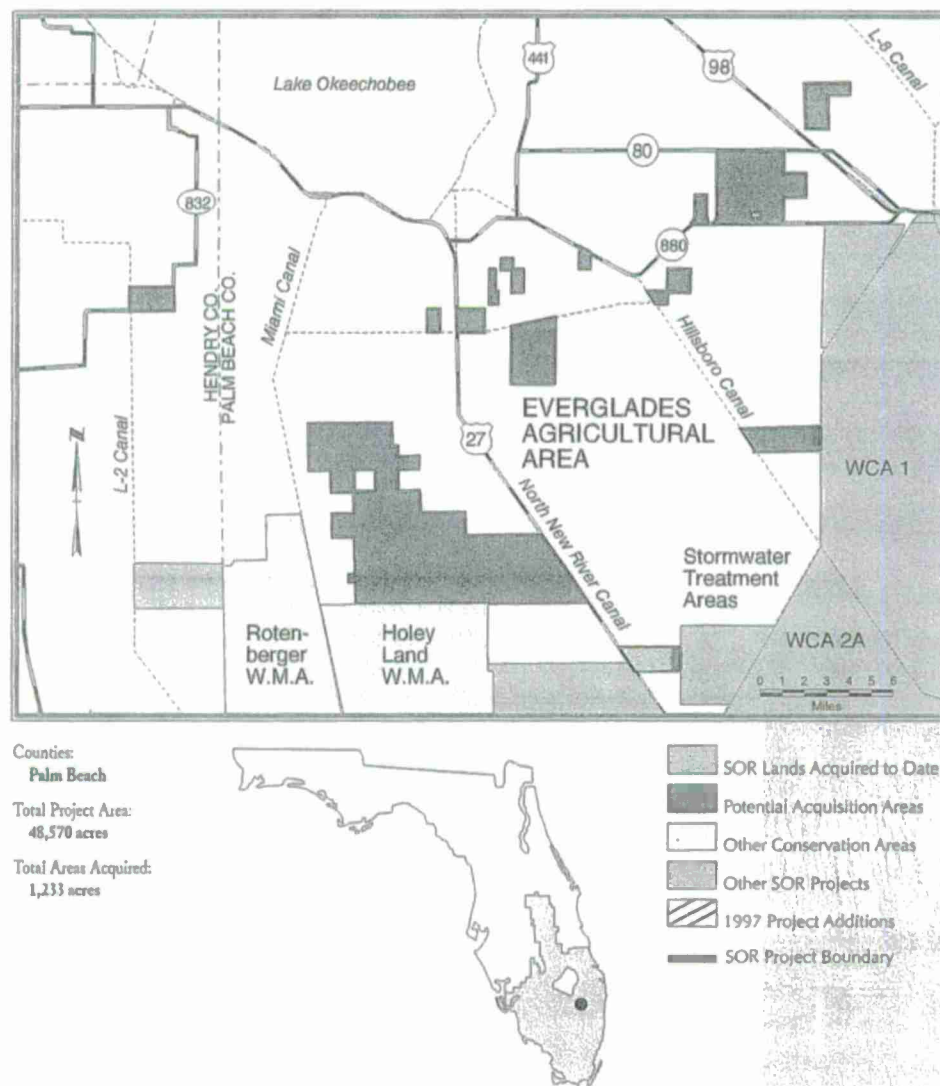 Lake Okeechobee
441
98
L-8 Canal
80
832
880
HENDRY CO.
PALM BEACH CO.
Miami Canal
Hillsboro Canal
L-2 Canal
N
EVERGLADES
AGRICULTURAL
AREA
27
WCA 1
North New River Canal
Stormwater
Treatment
Areas
Roten-
berger
W.M.A.
Holey
Land
W.M.A.
WCA 2A
0 1 2 3 4 5 6
Miles
Counties:
Palm Beach
Total Project Area:
48,570 acres
Total Areas Acquired:
1,233 acres
SOR Lands Acquired to Date
Potential Acquisition Areas
Other Conservation Areas
Other SOR Projects
1997 Project Additions
SOR Project Boundary